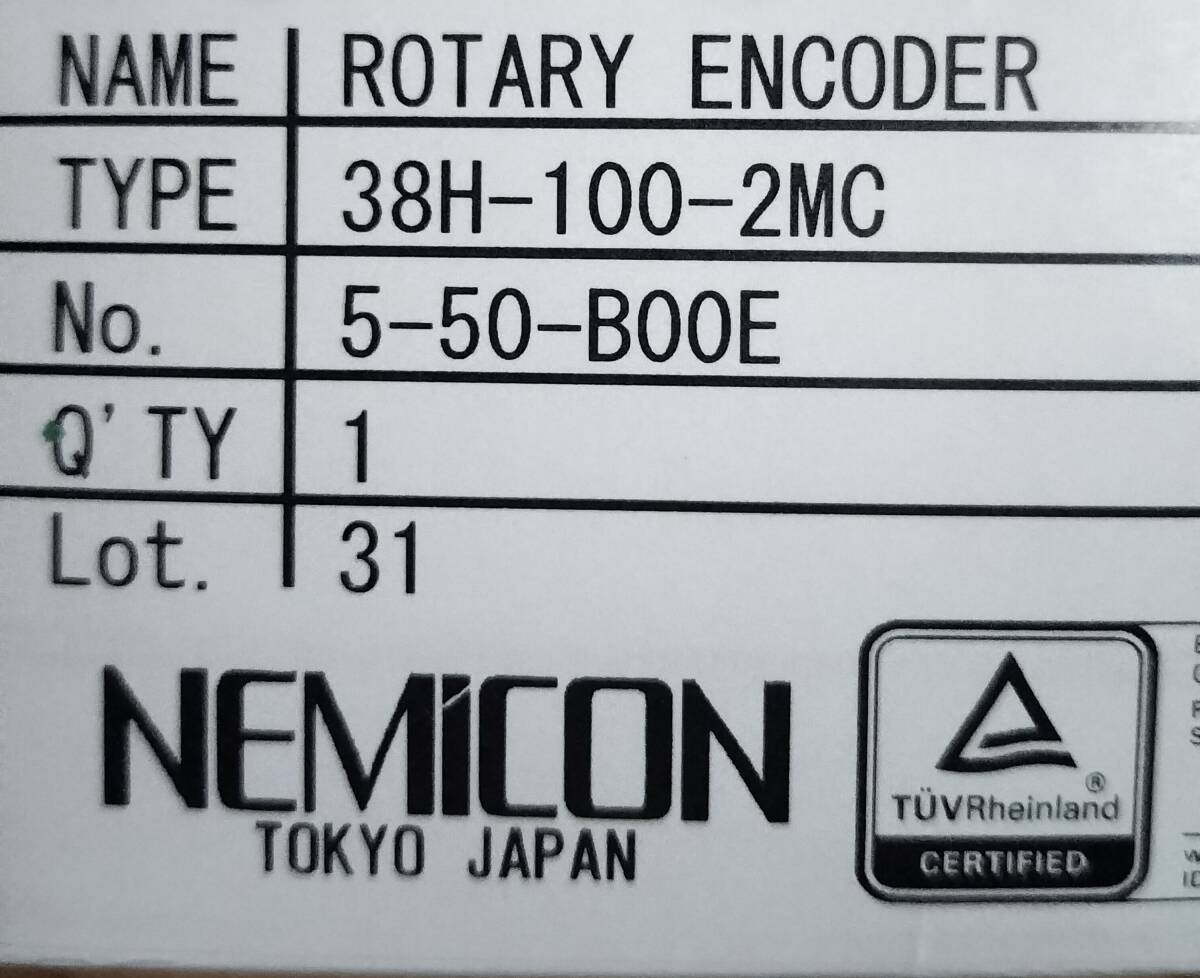 NAME ROTARY ENCODER
TYPE 38H-100-2MC
No. 5-50-B00E
Q'TY 1
Lot. 31
NEMiCON
TOKYO JAPAN
®
TÜVRheinland
CERTIFIED